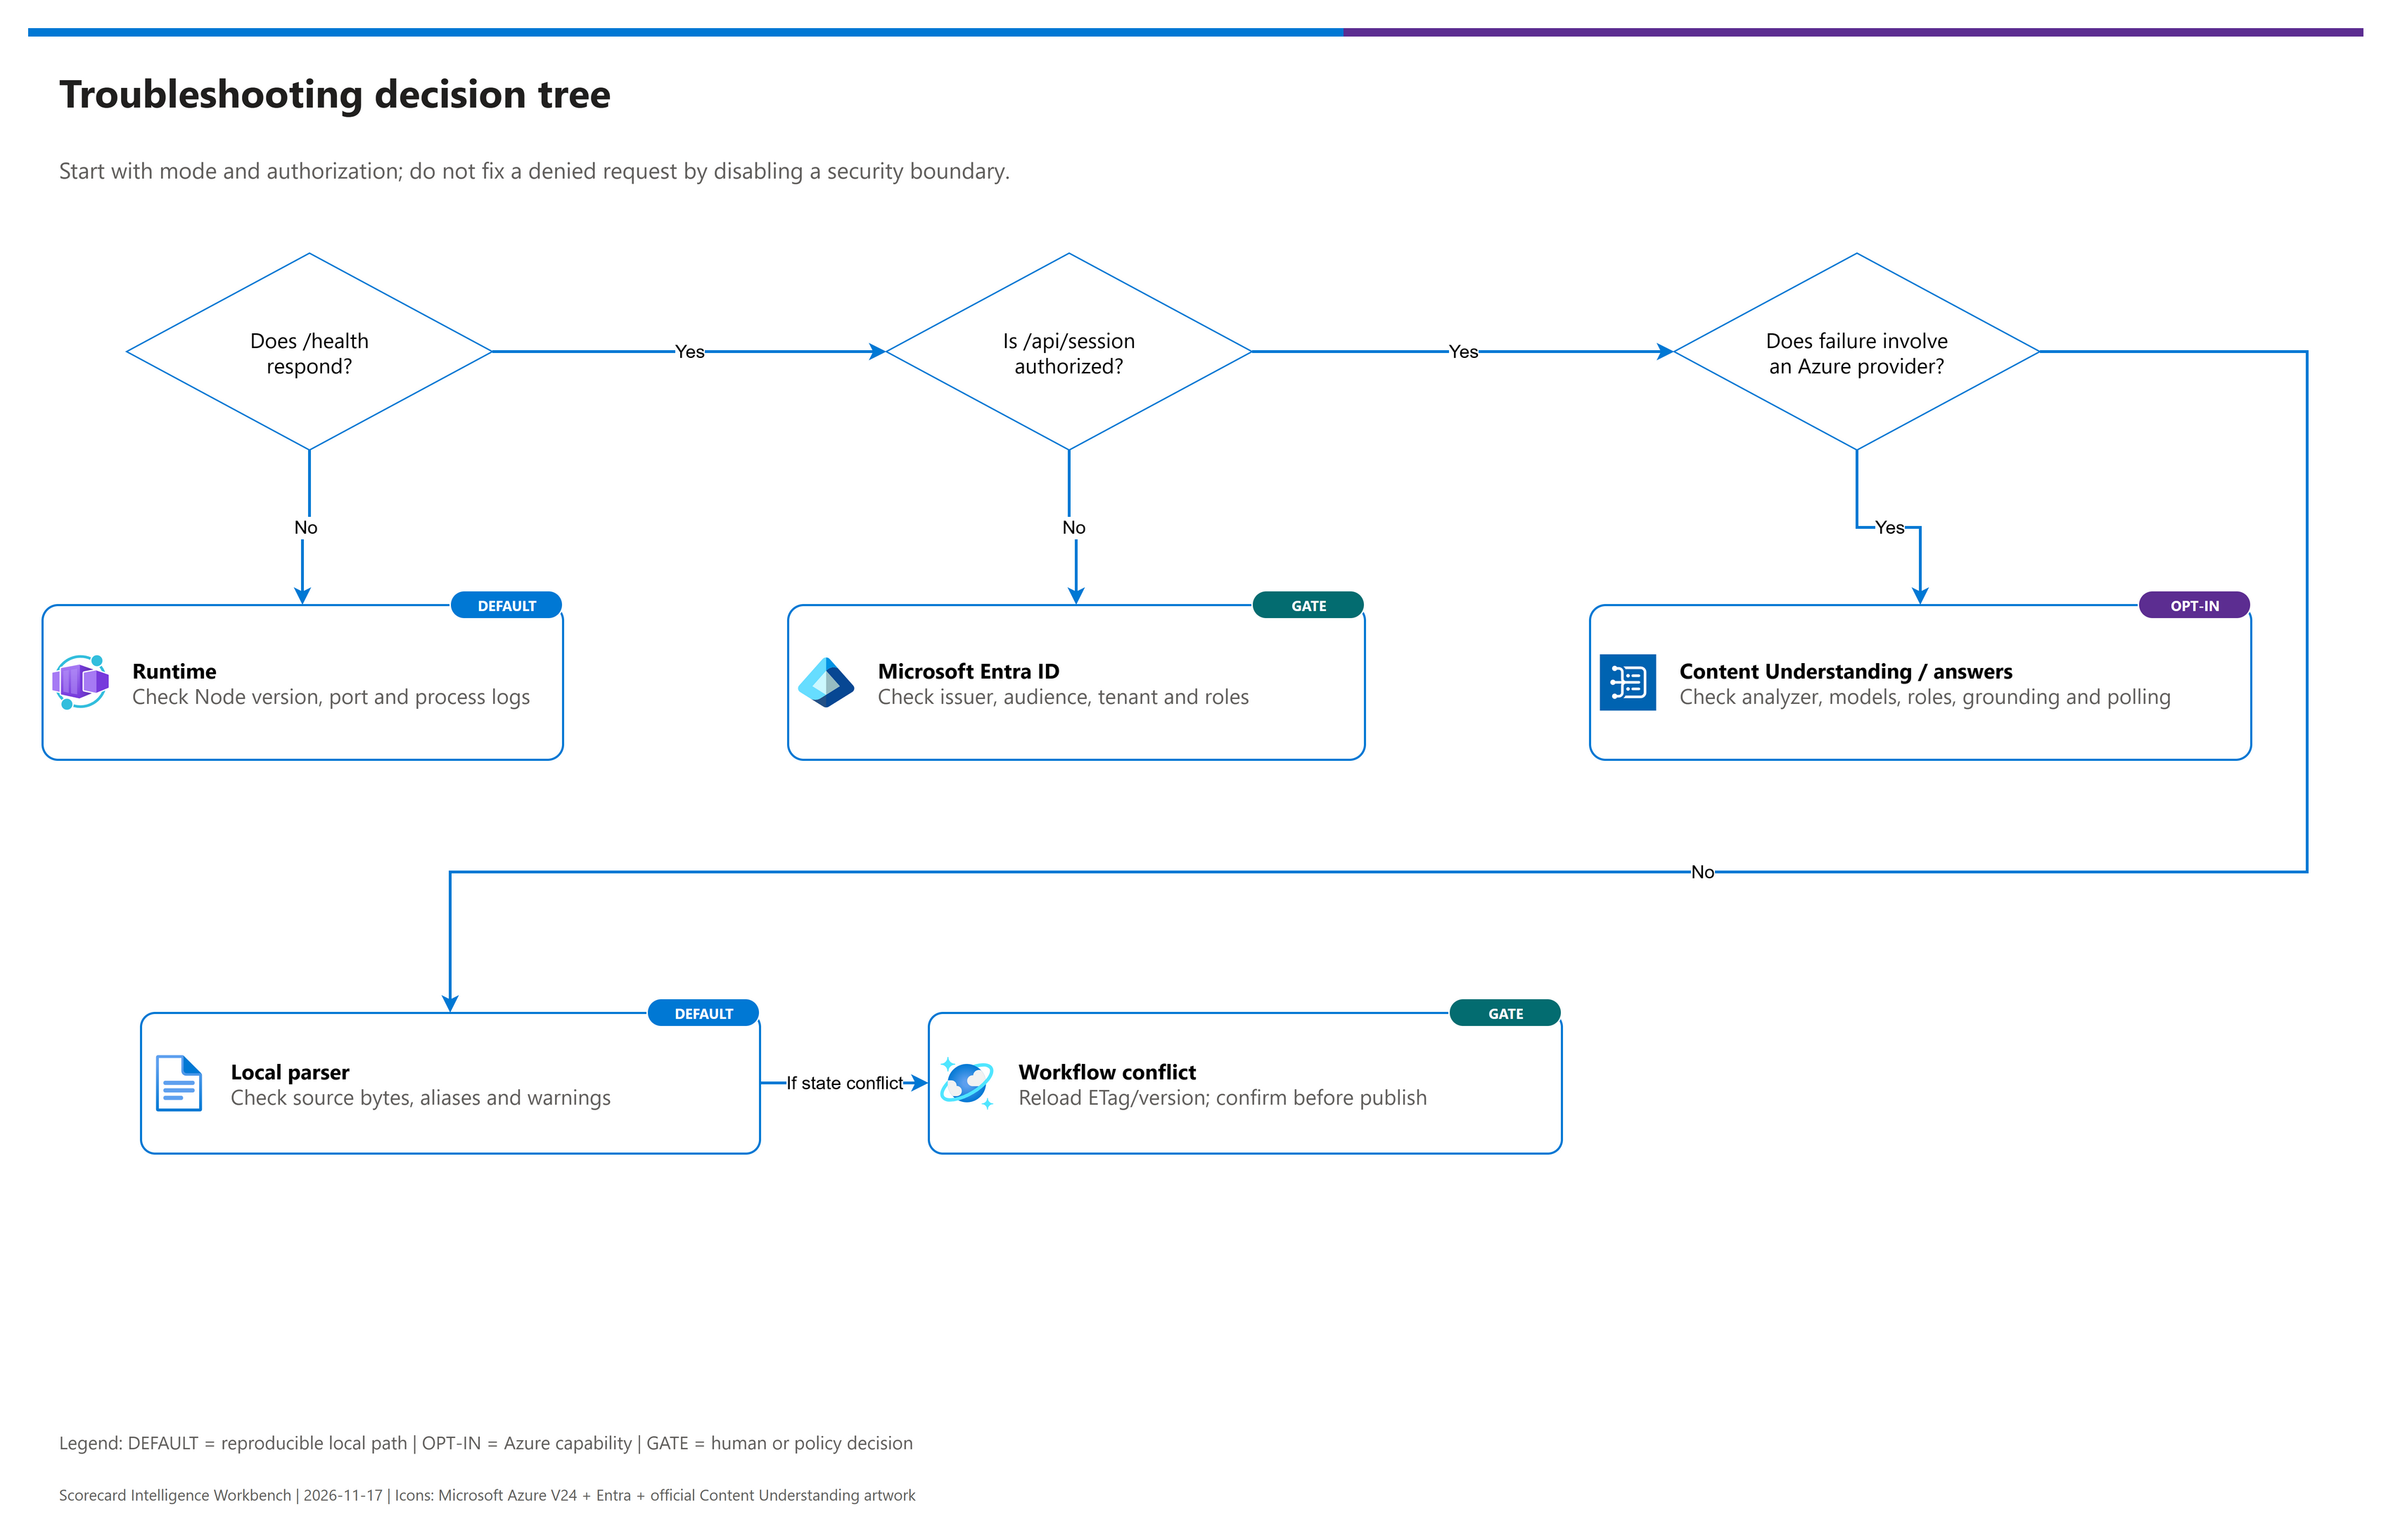 Troubleshooting decision tree
Start with mode and authorization; do not fix a denied request by disabling a security boundary.
Does /health
respond?
Yes
Is /api/session
authorized?
Yes
Does failure involve
an Azure provider?
No
No
Yes
DEFAULT
Runtime
Check Node version, port and process logs
GATE
Microsoft Entra ID
Check issuer, audience, tenant and roles
OPT-IN
Content Understanding / answers
Check analyzer, models, roles, grounding and polling
No
DEFAULT
Local parser
Check source bytes, aliases and warnings
If state conflict
GATE
Workflow conflict
Reload ETag/version; confirm before publish
Legend: DEFAULT = reproducible local path | OPT-IN = Azure capability | GATE = human or policy decision
Scorecard Intelligence Workbench | 2026-11-17 | Icons: Microsoft Azure V24 + Entra + official Content Understanding artwork